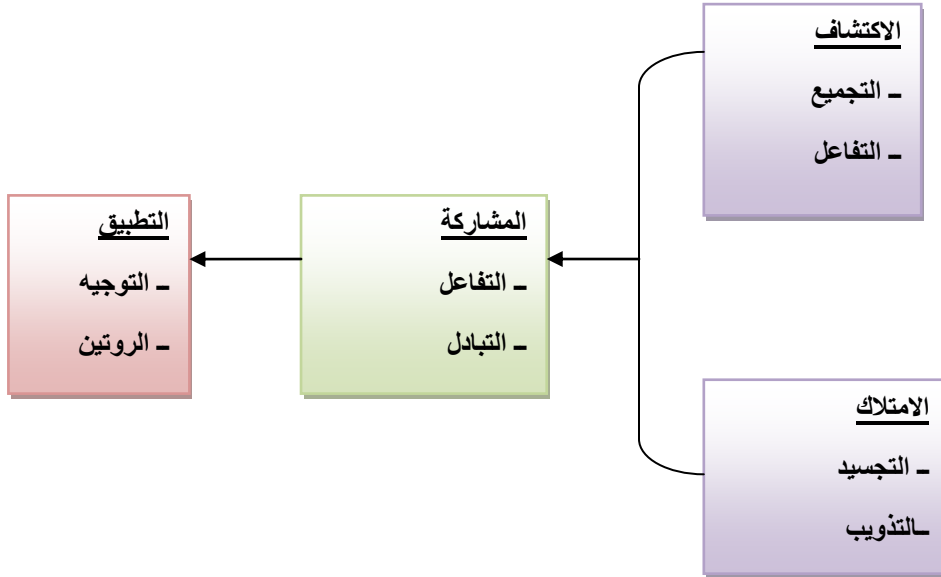 الاكتشاف
ـ التجميع
ـ التفاعل
المشاركة
ـ التفاعل
ـ التبادل
التطبيق
ـ التوجيه
ـ الروتين
الامتلاك
ـ التجسيد
ـالتذويب